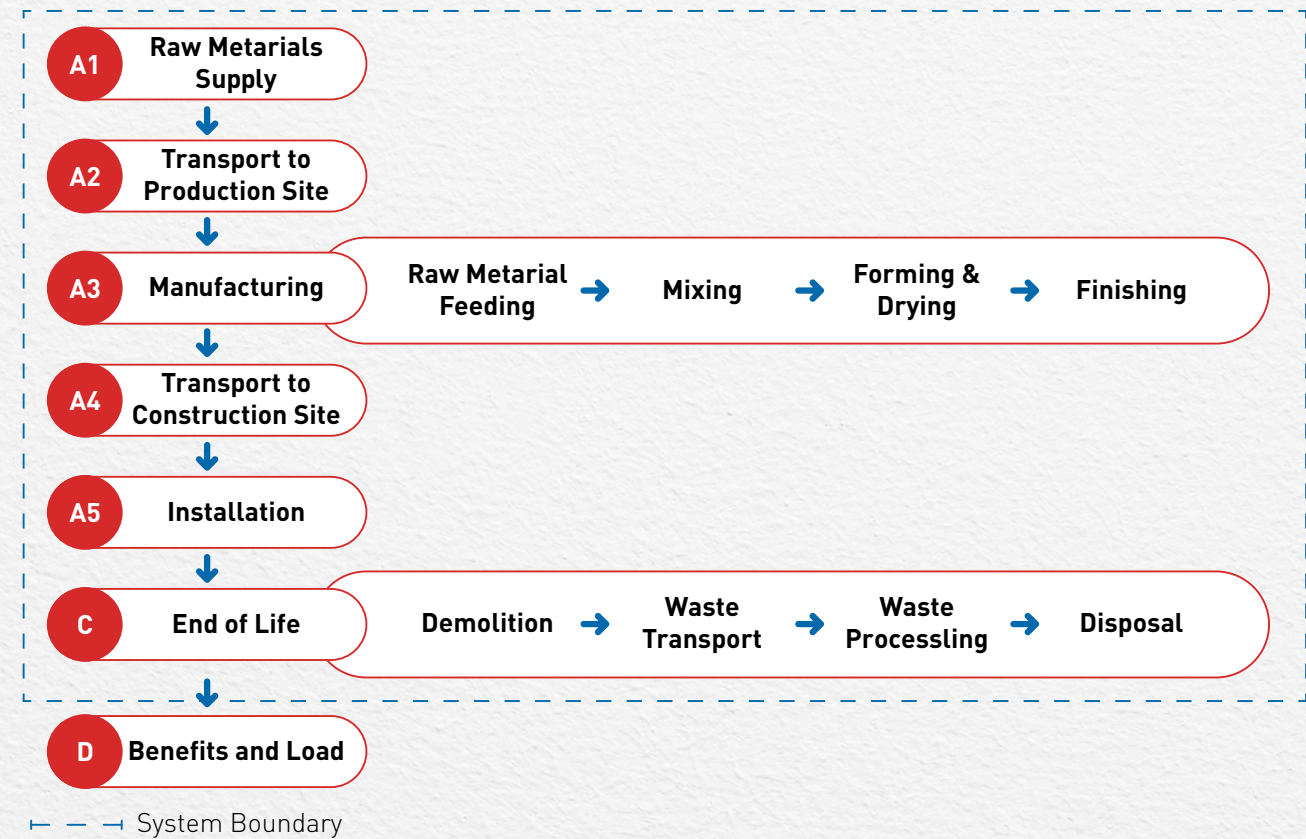 A1
Raw Metarials
Supply
A2
Transport to
Production Site
A3
Manufacturing
Raw Metarial
Feeding
Mixing
Forming &
Drying
Finishing
A4
Transport to
Construction Site
A5
Installation
C
End of Life
Demolition
Waste
Transport
Waste
Processling
Disposal
D
Benefits and Load
System Boundary